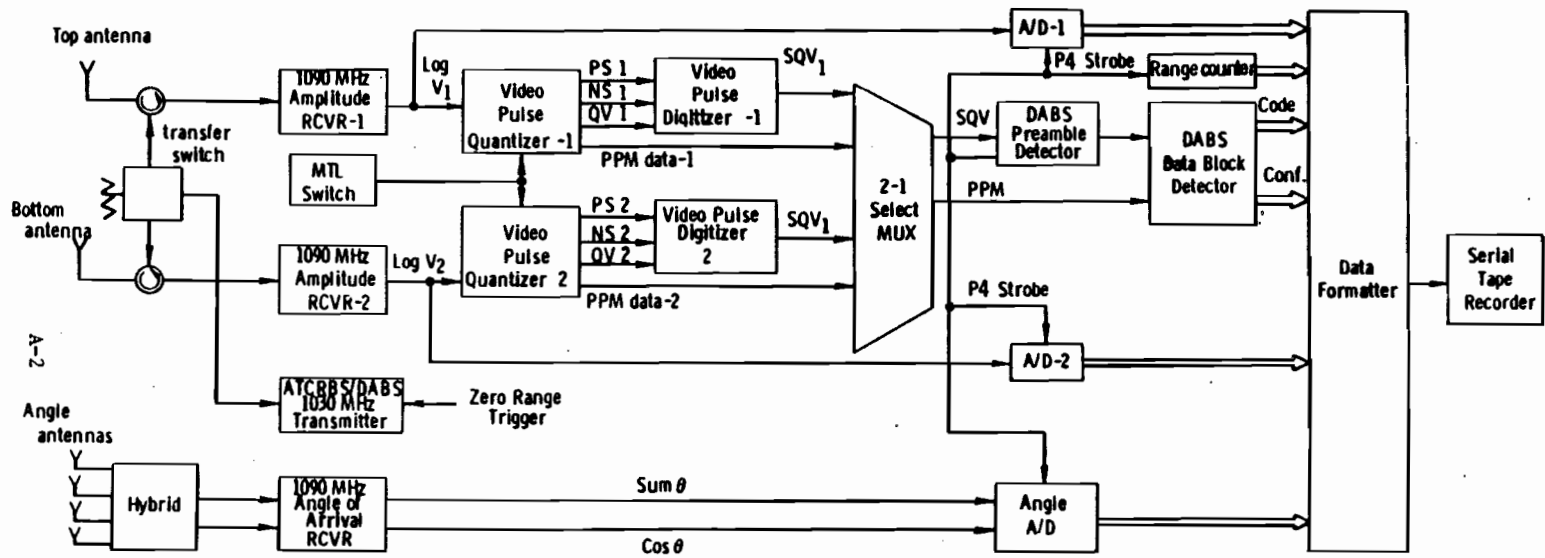 Top antenna
transfer
switch
Bottom
antenna
1090 MHz
Amplitude
RCVR-1
Log
V1
Video
Pulse
Quantizer -1
PS 1
NS 1
QV 1
Video
Pulse
Digitizer -1
SQV1
PPM data-1
MTL
Switch
1090 MHz
Amplitude
RCVR-2
Log V2
Video
Pulse
Quantizer 2
PS 2
NS 2
QV 2
Video Pulse
Digitizer
2
SQV1
PPM data-2
2-1
Select
MUX
A/D-1
P4 Strobe
Range counter
SQV
DABS
Preamble
Detector
PPM
DABS
Data Block
Detector
Code
Conf.
P4 Strobe
A/D-2
Data
Formatter
Serial
Tape
Recorder
A-2
ATCRBS/DABS
1030 MHz
Transmitter
Zero Range
Trigger
Angle
antennas
Hybrid
1090 MHz
Angle of
Arrival
RCVR
Sum θ
Cos θ
Angle
A/D